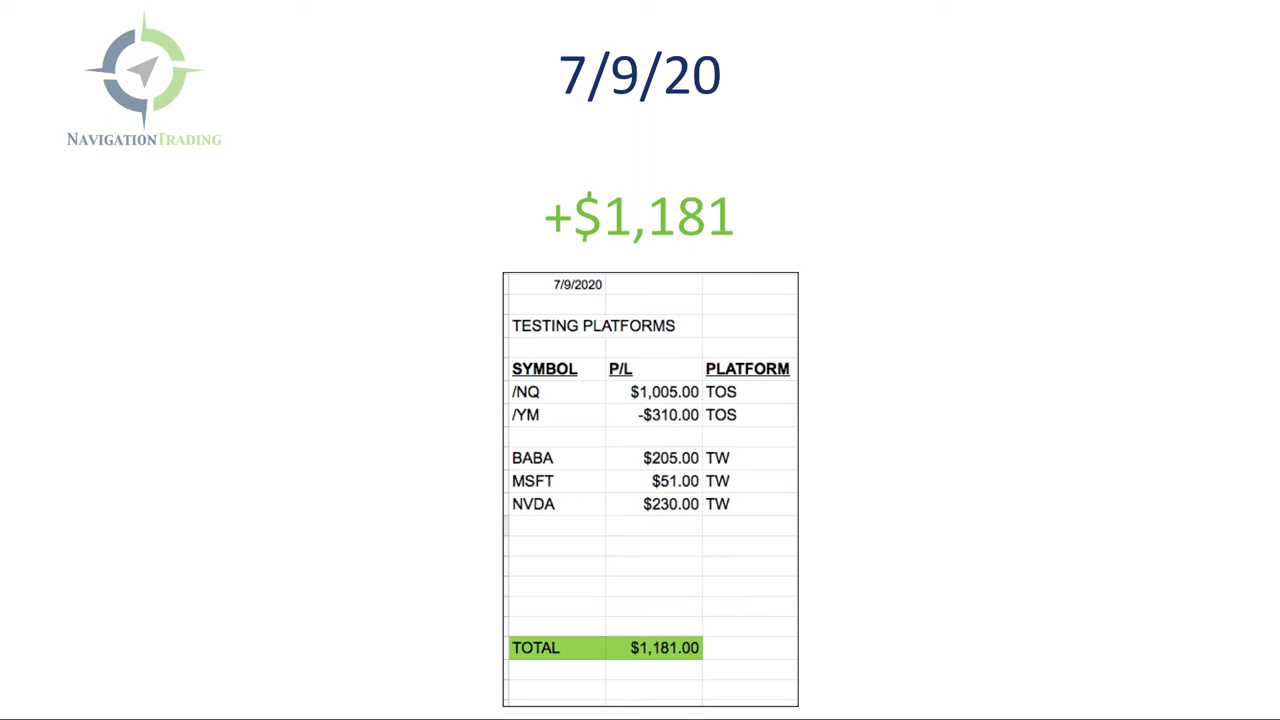 NAVIGATIONTRADING
7/9/20
+$1,181
7/9/2020
TESTING PLATFORMS
SYMBOL P/L PLATFORM
/NQ $1,005.00 TOS
/YM -$310.00 TOS
BABA $205.00 TW
MSFT $51.00 TW
NVDA $230.00 TW
TOTAL $1,181.00